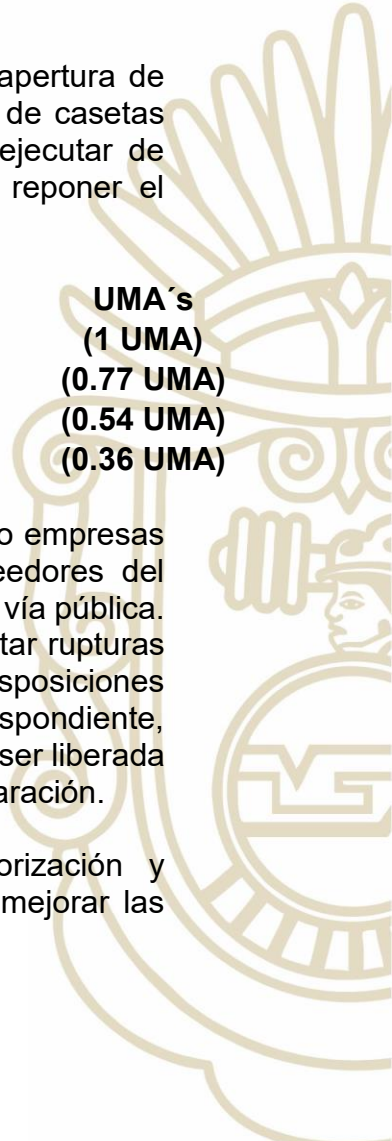 apertura de
de casetas
ejecutar de
reponer el
UMA´s
(1 UMA)
(0.77 UMA)
(0.54 UMA)
(0.36 UMA)
o empresas
eedores del
vía pública.
tar rupturas
sposiciones
spondiente,
ser liberada
aración.
orización y
mejorar las